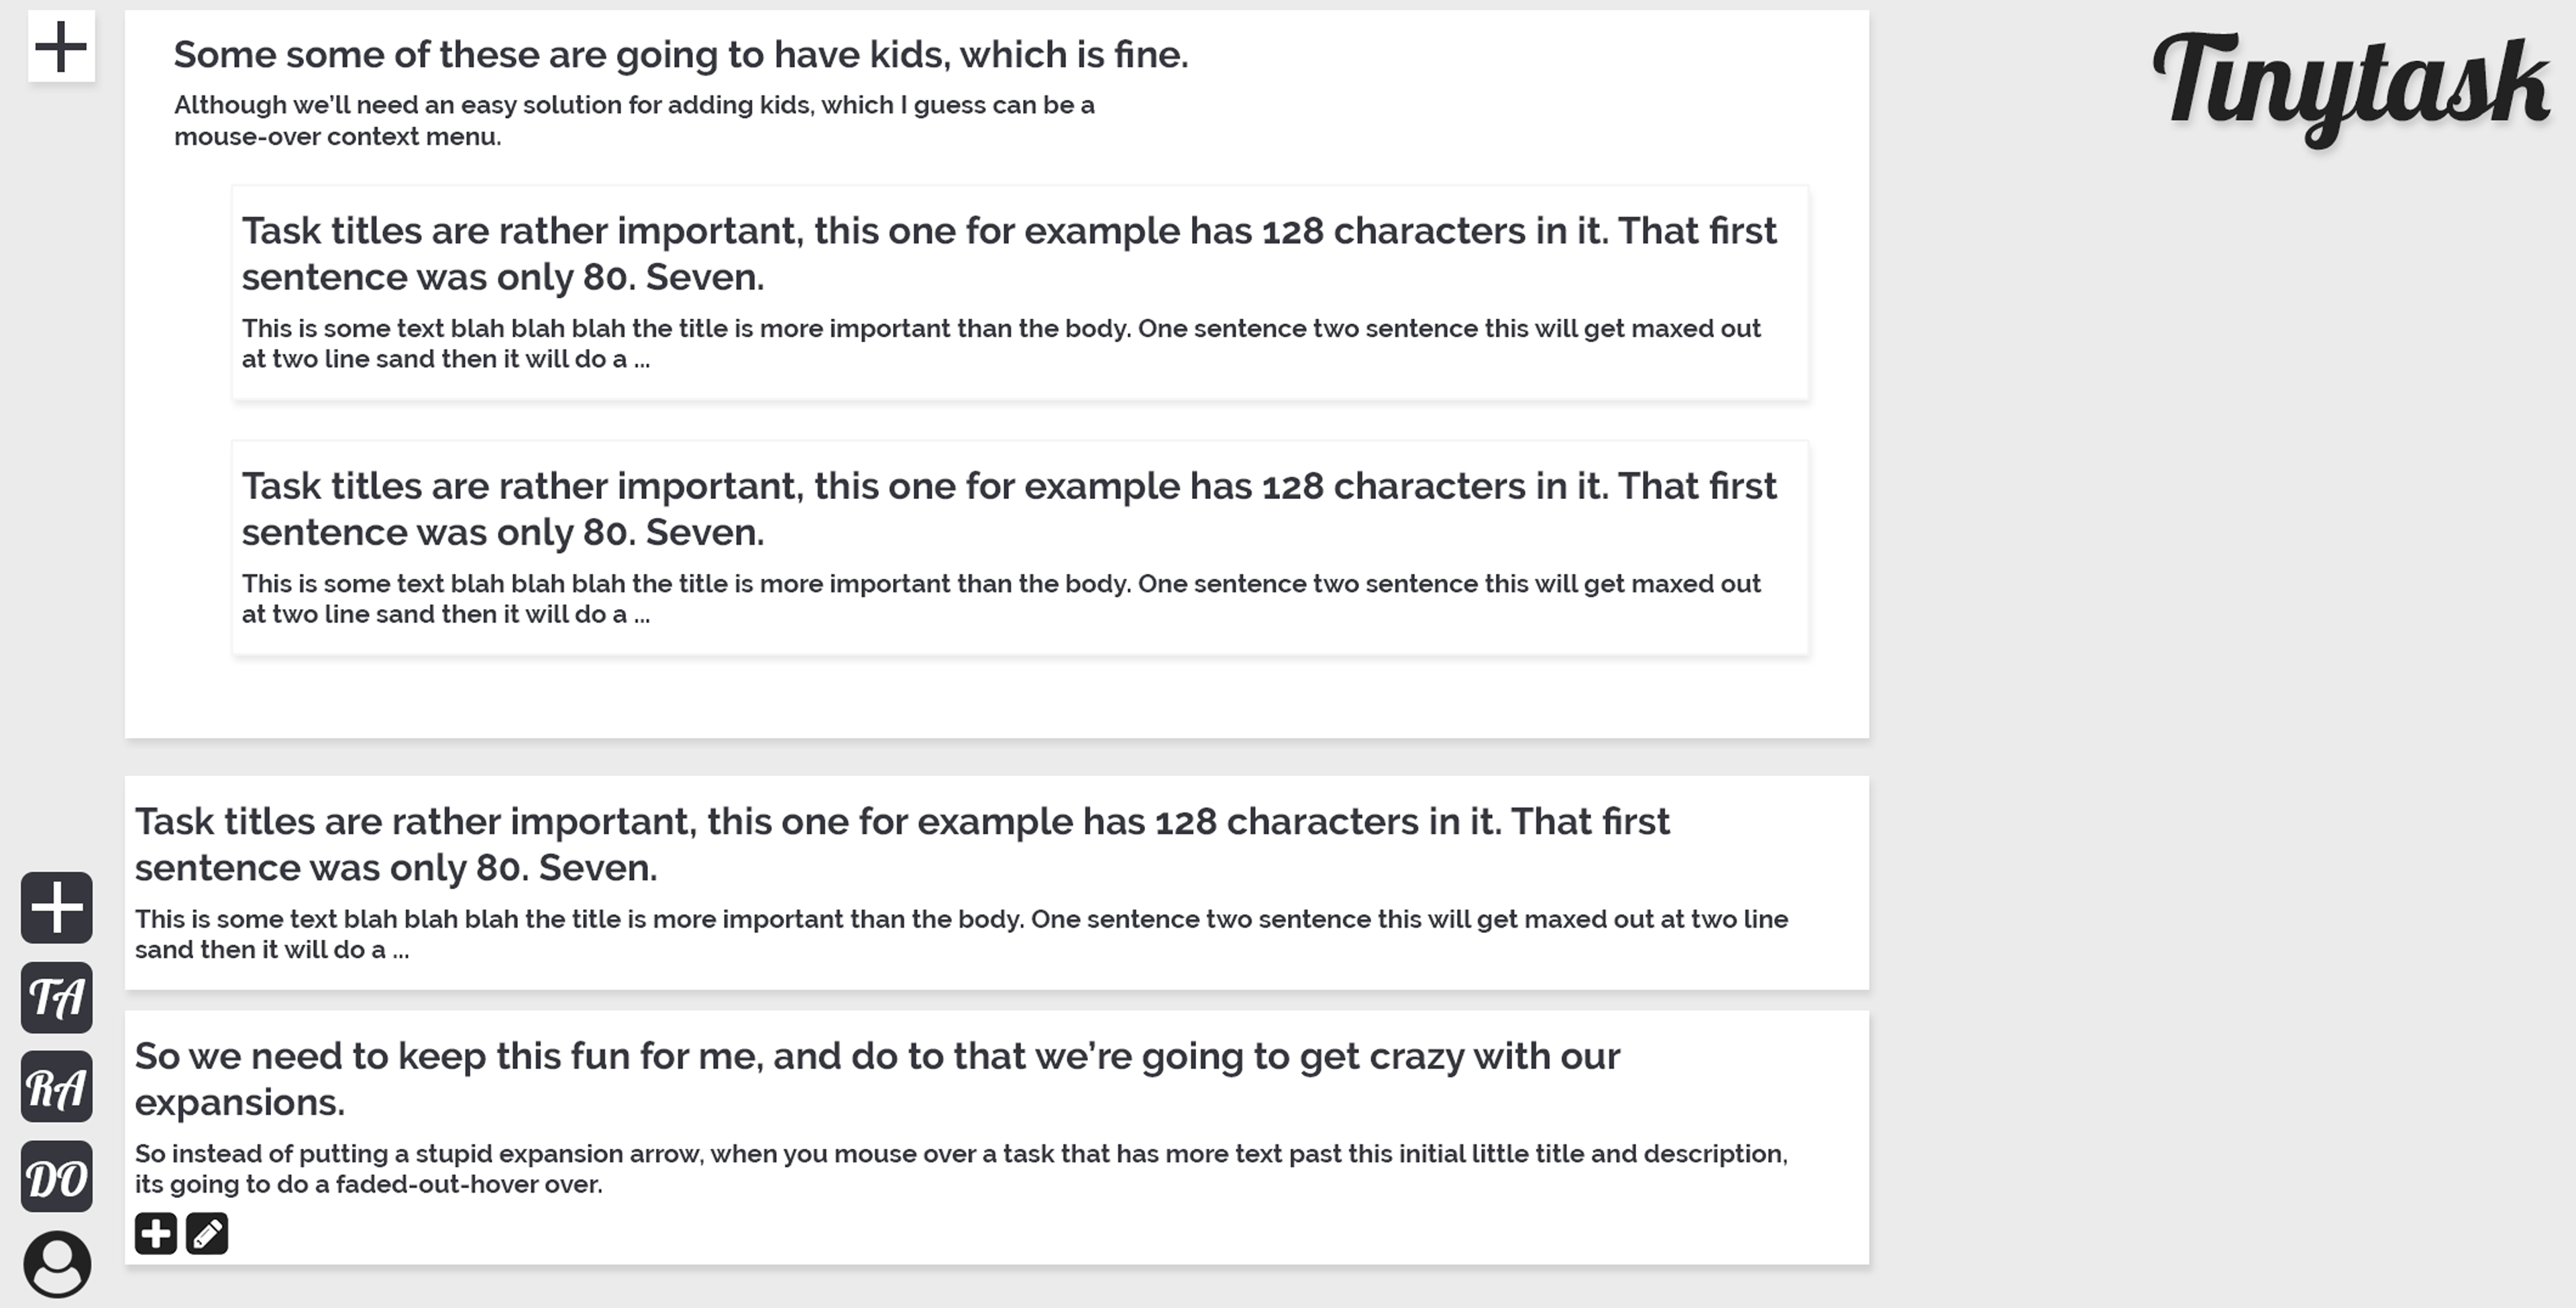 Tinytask
Some some of these are going to have kids, which is fine.
Although we’ll need an easy solution for adding kids, which I guess can be a
mouse-over context menu.
Task titles are rather important, this one for example has 128 characters in it. That first
sentence was only 80. Seven.
This is some text blah blah blah the title is more important than the body. One sentence two sentence this will get maxed out
at two line sand then it will do a ...
Task titles are rather important, this one for example has 128 characters in it. That first
sentence was only 80. Seven.
This is some text blah blah blah the title is more important than the body. One sentence two sentence this will get maxed out
at two line sand then it will do a ...
Task titles are rather important, this one for example has 128 characters in it. That first
sentence was only 80. Seven.
This is some text blah blah blah the title is more important than the body. One sentence two sentence this will get maxed out at two line
sand then it will do a ...
So we need to keep this fun for me, and do to that we’re going to get crazy with our
expansions.
So instead of putting a stupid expansion arrow, when you mouse over a task that has more text past this initial little title and description,
its going to do a faded-out-hover over.
TA
RA
DO